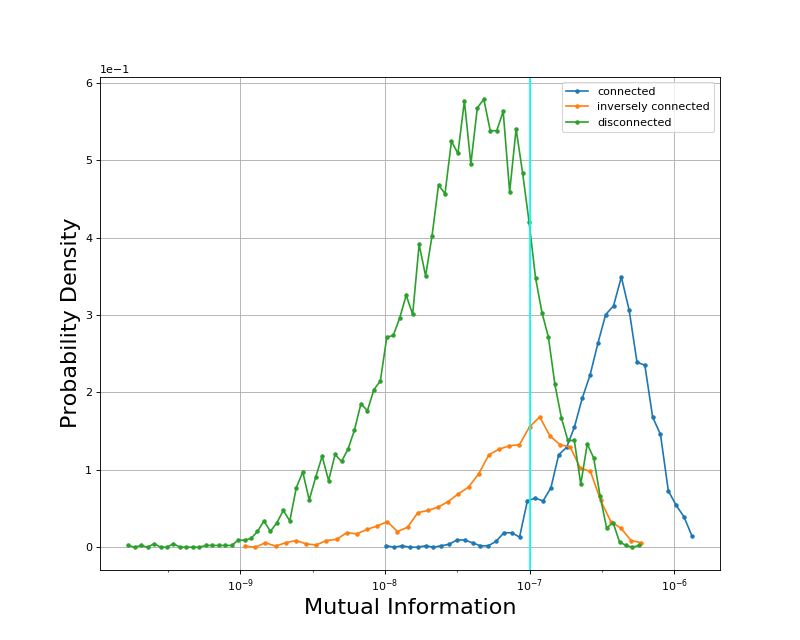 1e−1
6
5
4
3
2
1
0
Probability Density
connected
inversely connected
disconnected
10⁻⁹
10⁻⁸
10⁻⁷
10⁻⁶
Mutual Information